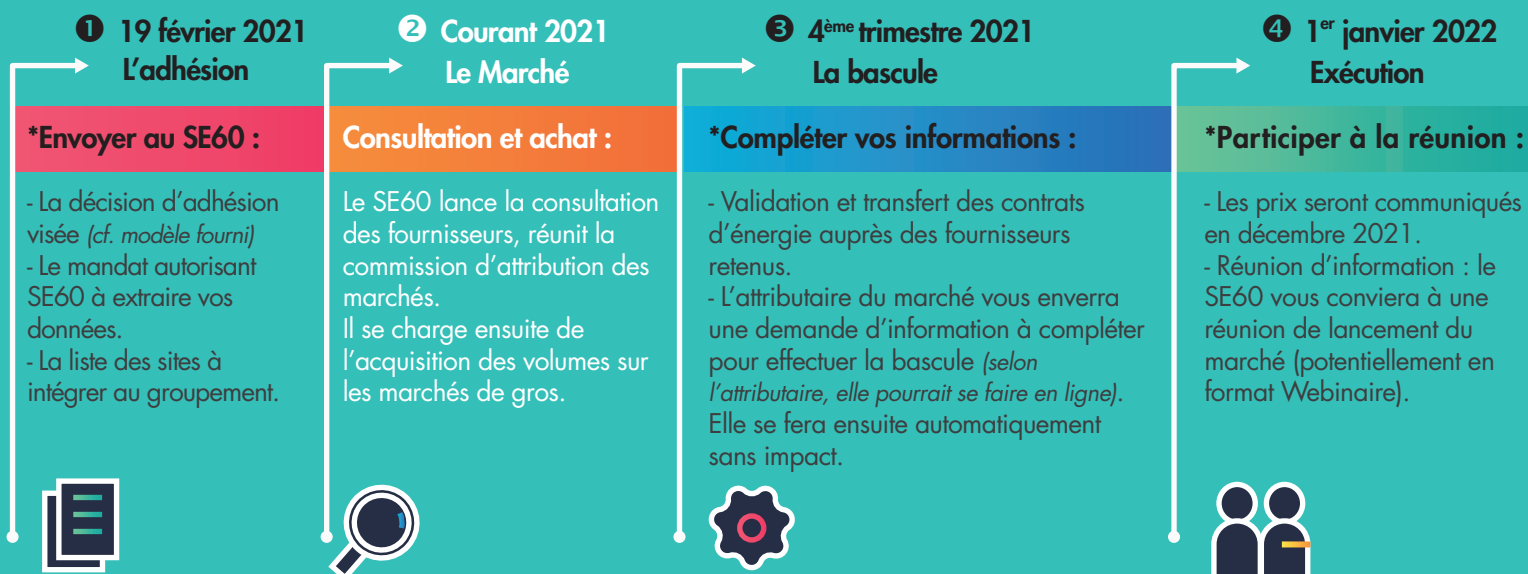 ❶ 19 février 2021
L'adhésion
*Envoyer au SE60 :
- La décision d'adhésion
visée (cf. modèle fourni)
- Le mandat autorisant
SE60 à extraire vos
données.
- La liste des sites à
intégrer au groupement.
❷ Courant 2021
Le Marché
Consultation et achat :
Le SE60 lance la consultation
des fournisseurs, réunit la
commission d'attribution des
marchés.
Il se charge ensuite de
l'acquisition des volumes sur
les marchés de gros.
❸ 4ème trimestre 2021
La bascule
*Compléter vos informations :
- Validation et transfert des contrats
d'énergie auprès des fournisseurs
retenus.
- L'attributaire du marché vous enverra
une demande d'information à compléter
pour effectuer la bascule (selon
l'attributaire, elle pourrait se faire en ligne).
Elle se fera ensuite automatiquement
sans impact.
❹ 1er janvier 2022
Exécution
*Participer à la réunion :
- Les prix seront communiqués
en décembre 2021.
- Réunion d'information : le
SE60 vous conviera à une
réunion de lancement du
marché (potentiellement en
format Webinaire).